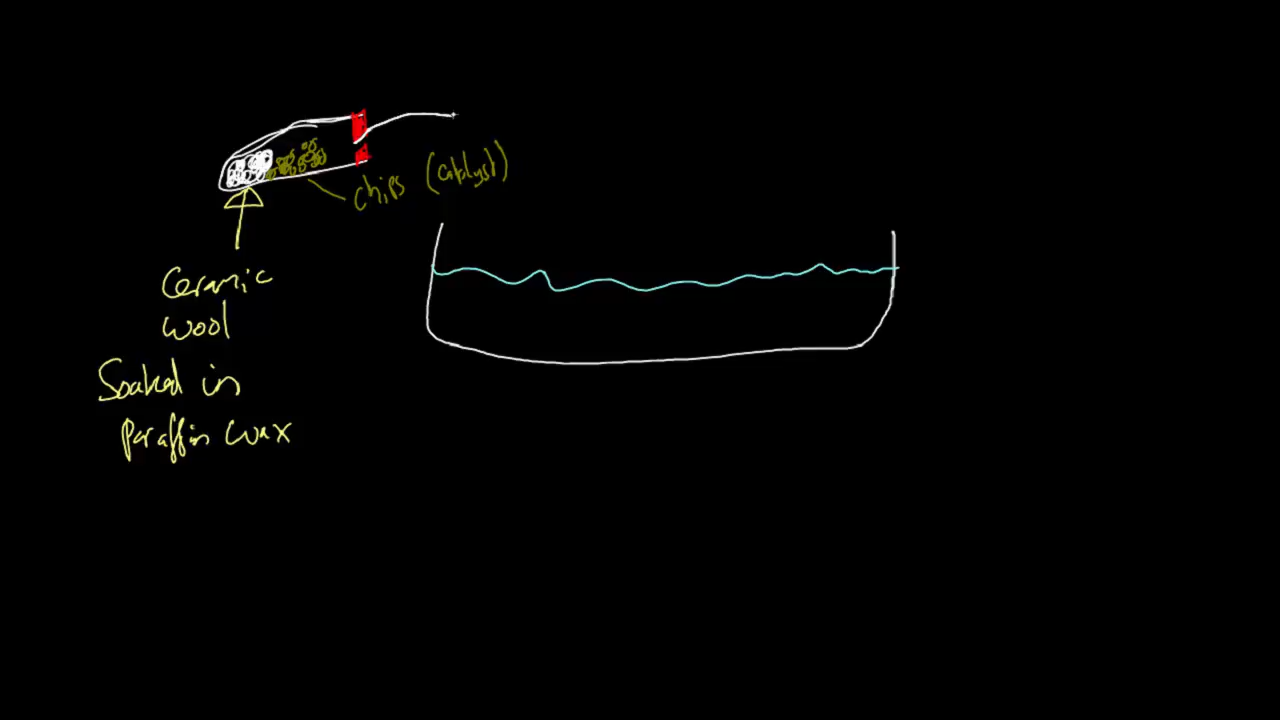 chips (catalyst)
Ceramic
wool
Soaked in
paraffin wax